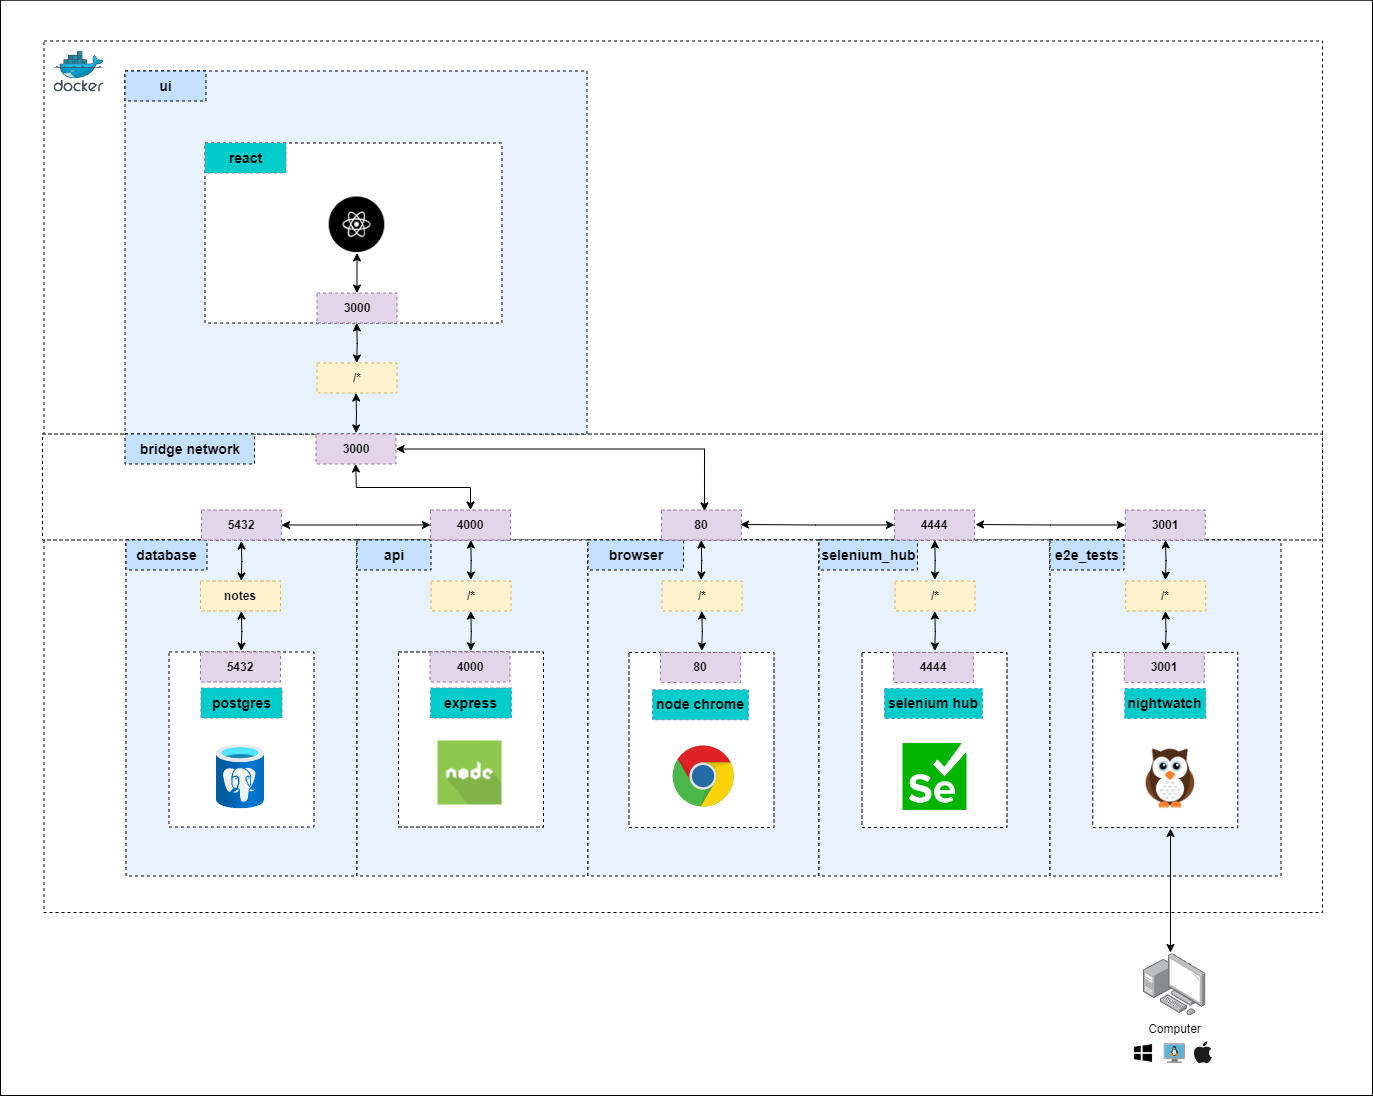 docker
ui
react
3000
/*
bridge network
3000
5432
4000
80
4444
3001
database
api
browser
selenium_hub
e2e_tests
notes
/*
/*
/*
/*
5432
4000
80
4444
3001
postgres
express
node chrome
selenium hub
nightwatch
node
Se
Computer